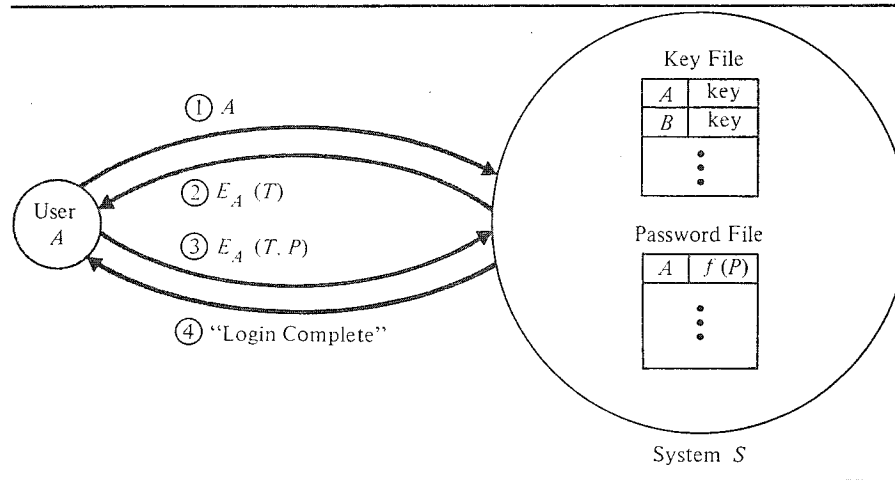 Key File
A key
B key
① A
② E_A (T)
User
A
③ E_A (T, P)
Password File
A f (P)
④ “Login Complete”
System S